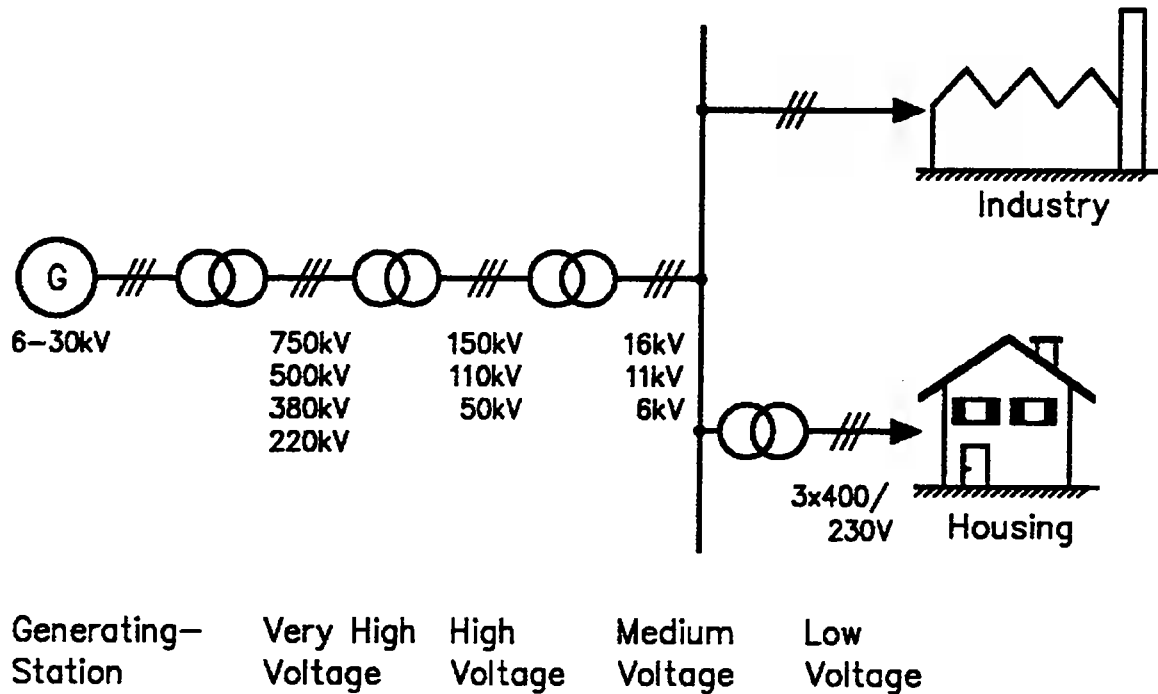 Industry
G
6-30kV
750kV
500kV
380kV
220kV
150kV
110kV
50kV
16kV
11kV
6kV
3x400/
230V
Housing
Generating-
Station
Very High
Voltage
High
Voltage
Medium
Voltage
Low
Voltage